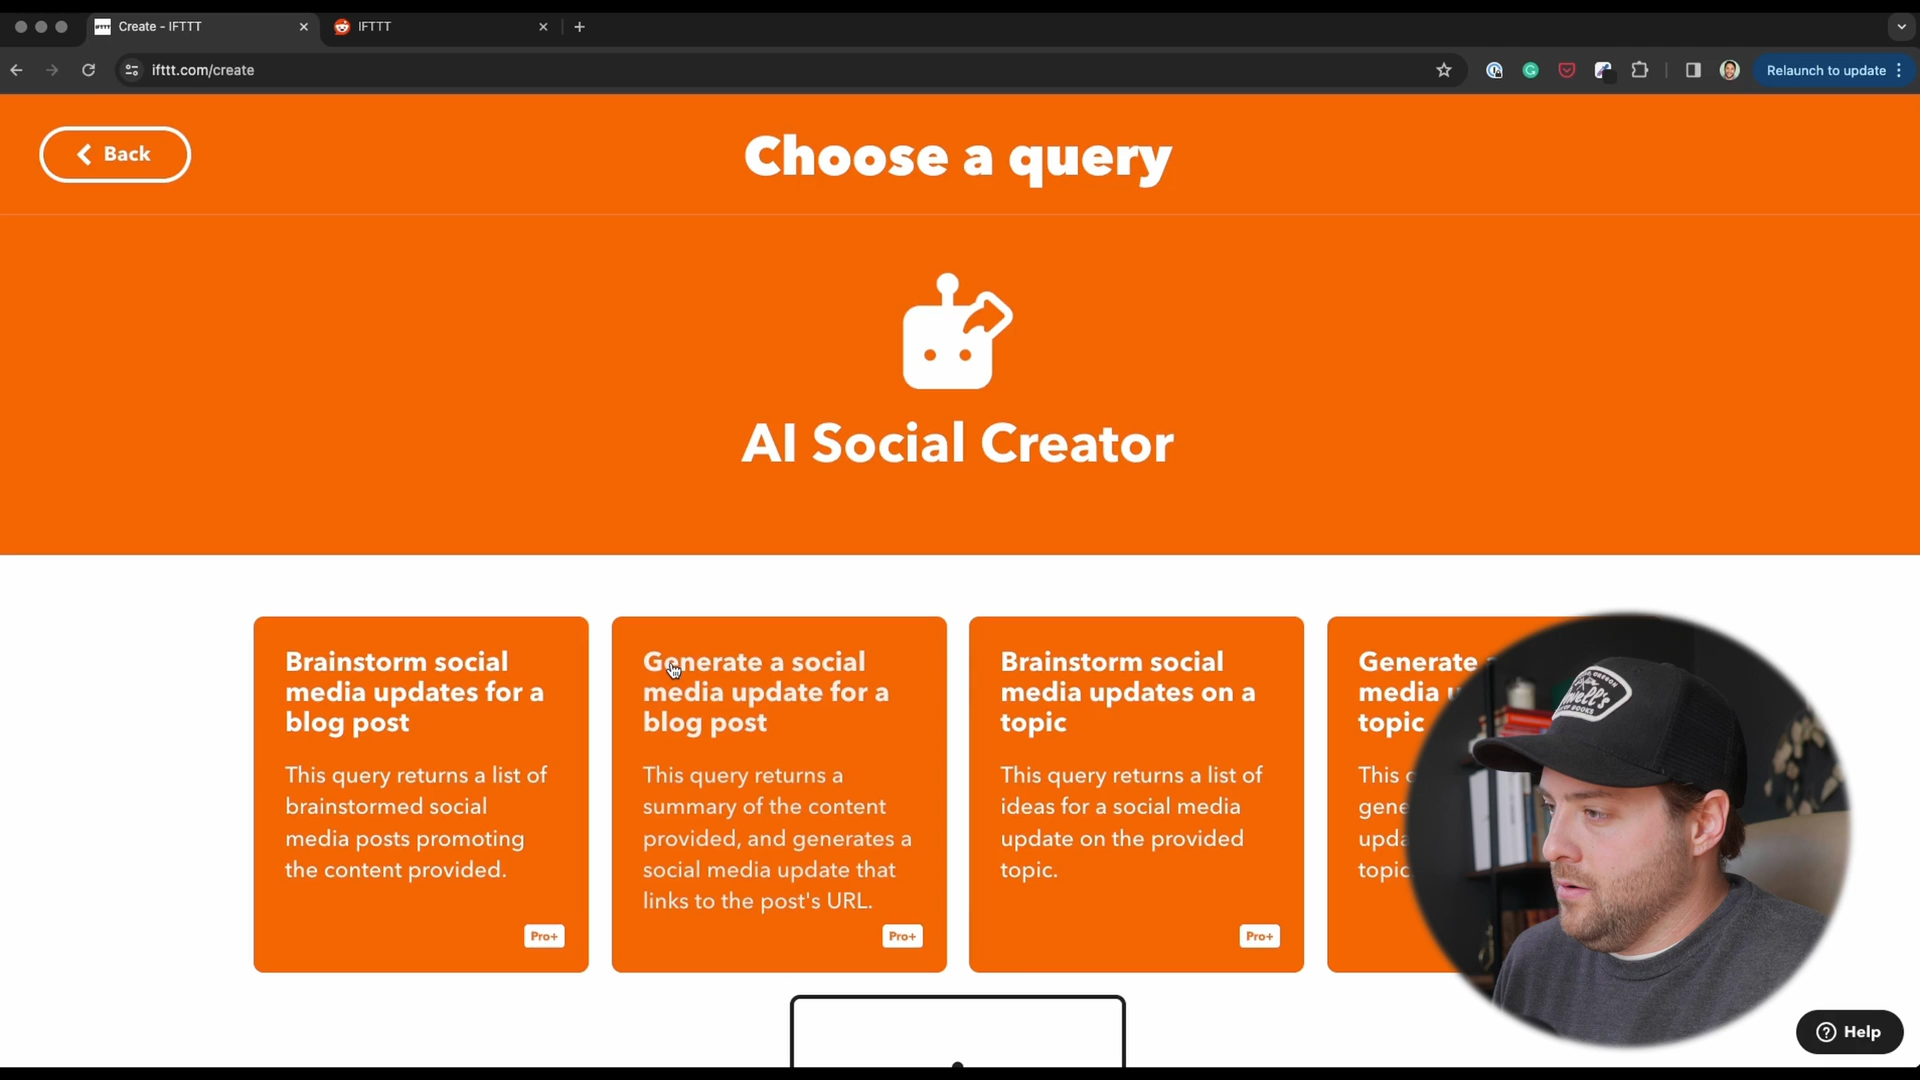 Create - IFTTT
IFTTT
ifttt.com/create
Relaunch to update
Back
Choose a query
AI Social Creator
Brainstorm social
media updates for a
blog post
This query returns a list of
brainstormed social
media posts promoting
the content provided.
Pro+
Generate a social
media update for a
blog post
This query returns a
summary of the content
provided, and generates a
social media update that
links to the post's URL.
Pro+
Brainstorm social
media updates on a
topic
This query returns a list of
ideas for a social media
update on the provided
topic.
Pro+
Generate
media
topic
This
topic
Help